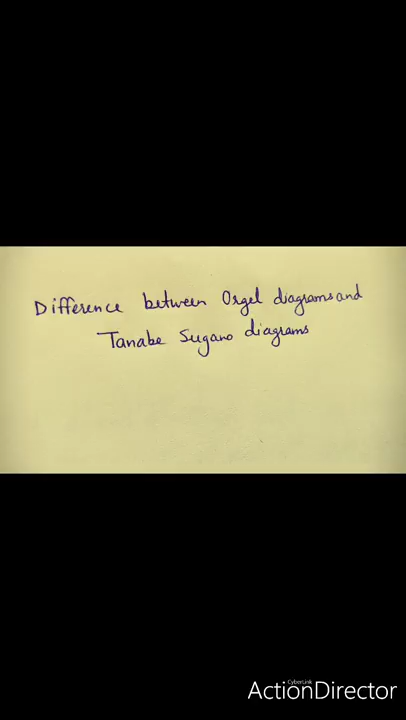 Difference between Orgel diagrams and
Tanabe Sugano diagrams
CyberLink
ActionDirector